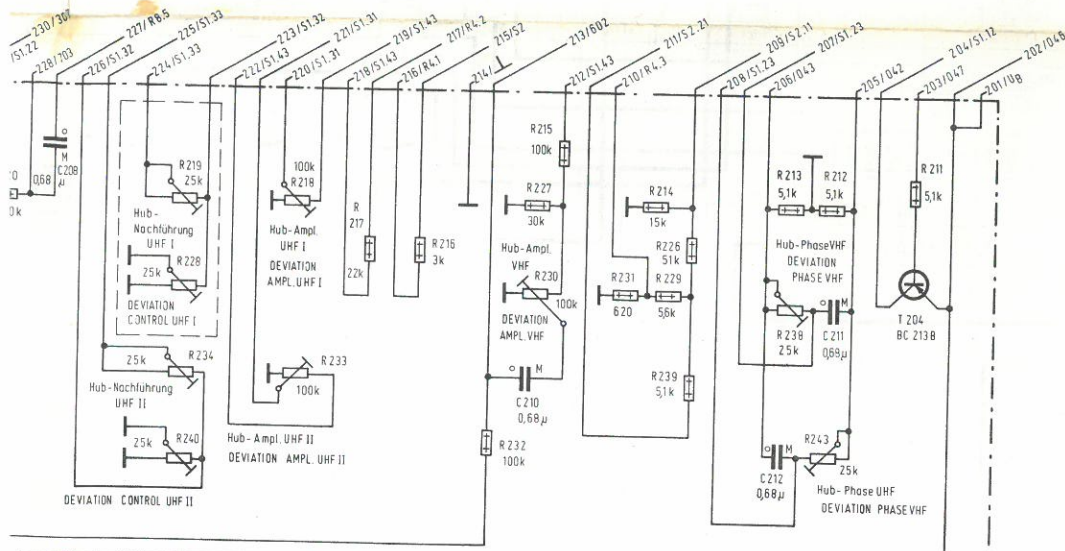 230/307
/S1.22
228/703
227/R8.5
226/S1.32
225/S1.33
224/S1.33
223/S1.32
222/S1.43
221/S1.31
220/S1.31
219/S1.43
218/S1.43
217/R4.2
216/R4.1
215/S2
214/
213/602
212/S1.43
211/S2.21
210/R4.3
209/S2.11
208/S1.23
207/S1.23
206/043
205/042
204/S1.12
203/047
202/046
201/U8
0k
0,68
M
C208
µ
R219
25k
Hub-
Nachführung
UHF I
R228
25k
DEVIATION
CONTROL UHF I
R234
25k
Hub-Nachführung
UHF II
R240
25k
DEVIATION CONTROL UHF II
100k
R218
Hub-Ampl.
UHF I
DEVIATION
AMPL. UHF I
R233
100k
Hub-Ampl. UHF II
DEVIATION AMPL. UHF II
R
217
22k
R216
3k
R215
100k
R227
30k
Hub-Ampl.
VHF
R230
100k
DEVIATION
AMPL. VHF
M
C210
0,68µ
R232
100k
R214
15k
R226
51k
R231
620
R229
5,6k
R239
5,1k
R213
5,1k
R212
5,1k
Hub-Phase VHF
DEVIATION
PHASE VHF
R238
25k
M
C211
0,68µ
M
C212
0,68µ
R243
25k
Hub-Phase UHF
DEVIATION PHASE VHF
R211
5,1k
T 204
BC 213 B